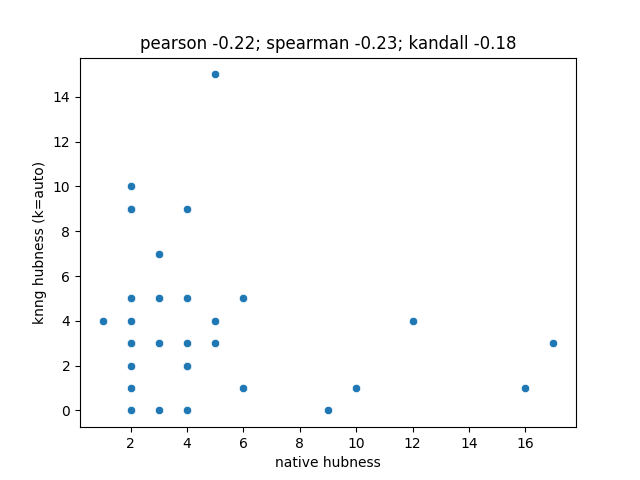 pearson -0.22; spearman -0.23; kandall -0.18
knng hubness (k=auto)
14
12
10
8
6
4
2
0
2 4 6 8 10 12 14 16
native hubness